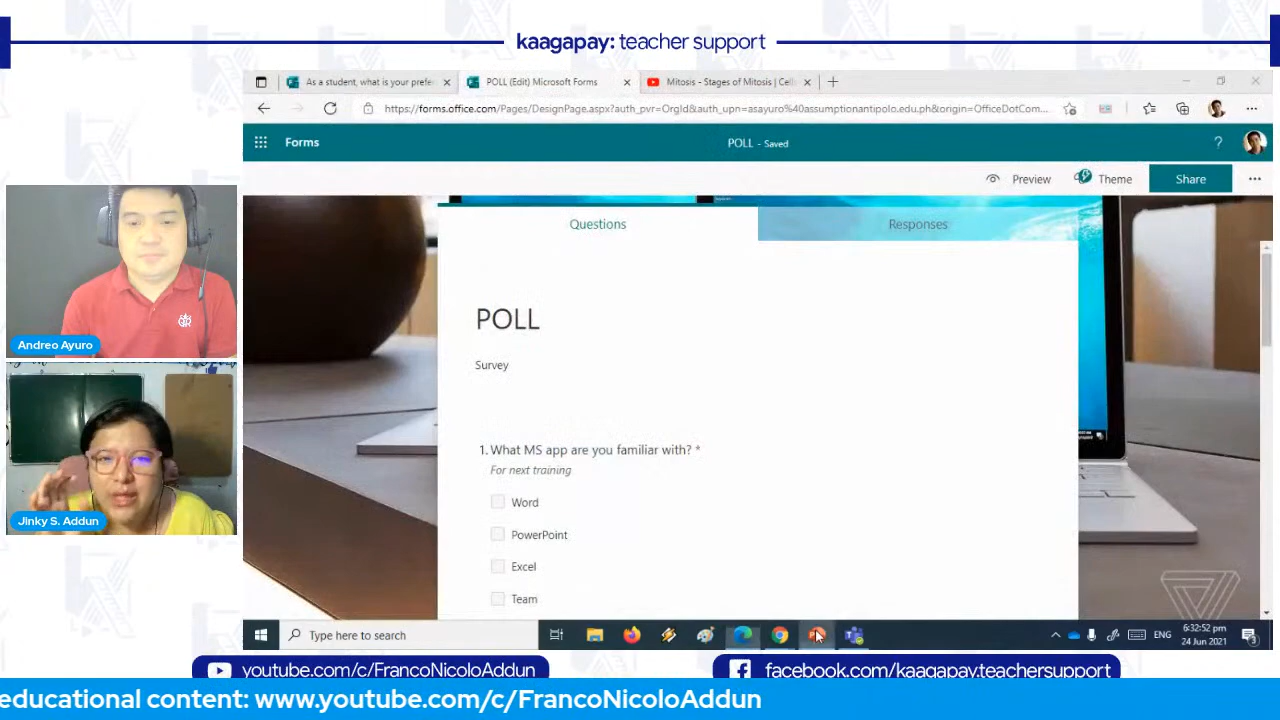 kaagapay: teacher support
As a student, what is your prefe
POLL (Edit) Microsoft Forms
Mitosis - Stages of Mitosis | Cell
https://forms.office.com/Pages/DesignPage.aspx?auth_pvr=OrgId&auth_upn=asayuro%40assumptionantipolo.edu.ph&origin=OfficeDotCom...
Forms
POLL - Saved
?
Preview
Theme
Share
Questions
Responses
POLL
Survey
1. What MS app are you familiar with? *
For next training
Word
PowerPoint
Excel
Team
Andreo Ayuro
Jinky S. Addun
Type here to search
ENG
6:32:52 pm
24 Jun 2021
youtube.com/c/FrancoNicoloAddun
facebook.com/kaagapay.teachersupport
educational content: www.youtube.com/c/FrancoNicoloAddun